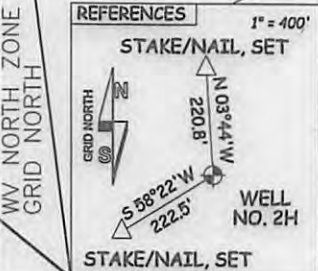 WV NORTH ZONE
GRID NORTH
REFERENCES
1" = 400'
STAKE/NAIL, SET
GRID NORTH
N
S
N 03°44'W
220.8'
S 58°22'W
222.5'
WELL
NO. 2H
STAKE/NAIL, SET